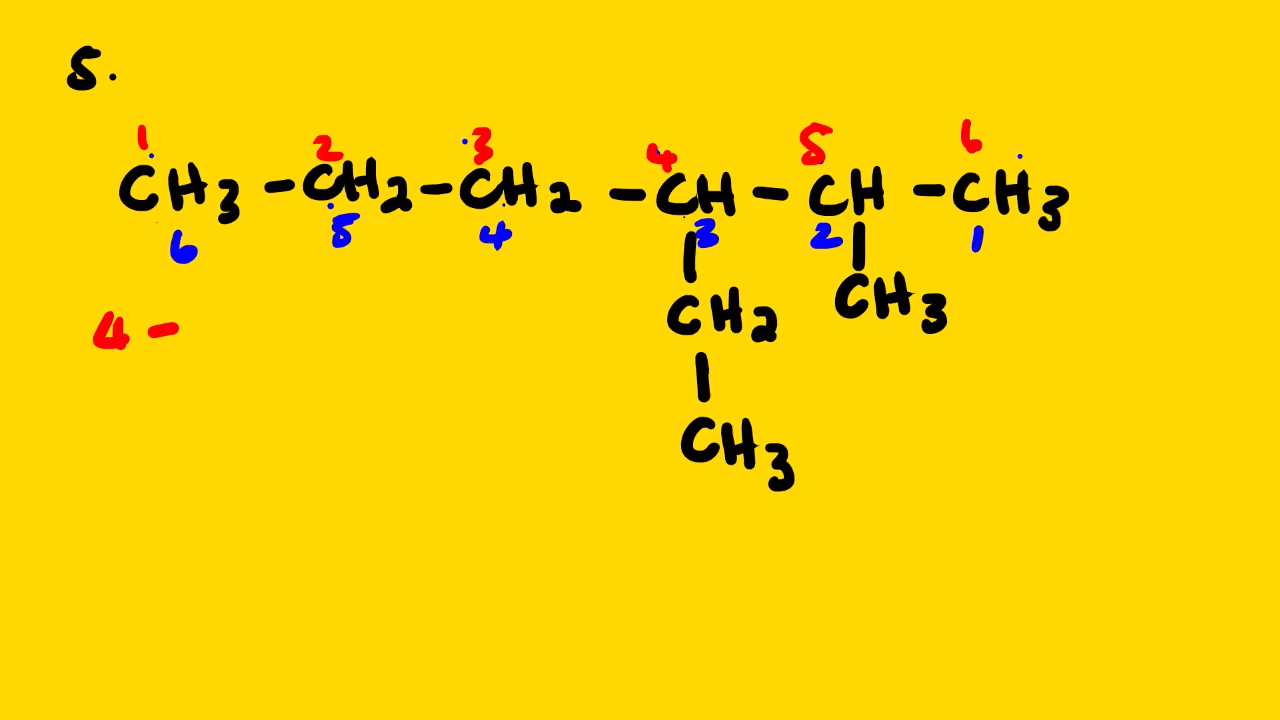 5.
1 2 3 4 5 6
CH3 - CH2 - CH2 - CH - CH - CH3
6 5 4 3 2 1
CH2 CH3
4 -
CH3